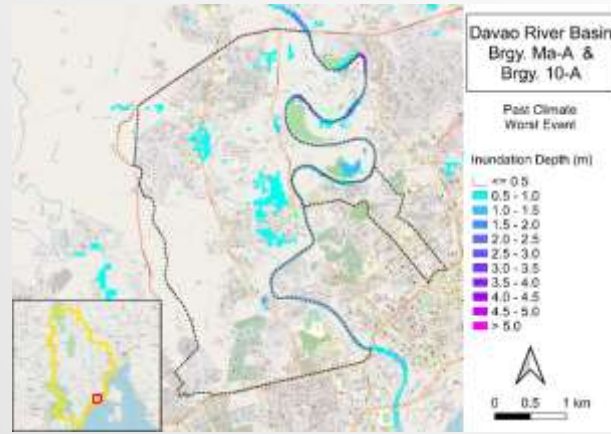 Davao River Basin
Brgy. Ma-A &
Brgy. 10-A
Past Climate
Worst Event
Inundation Depth (m)
<= 0.5
0.5 - 1.0
1.0 - 1.5
1.5 - 2.0
2.0 - 2.5
2.5 - 3.0
3.0 - 3.5
3.5 - 4.0
4.0 - 4.5
4.5 - 5.0
> 5.0
0 0.5 1 km